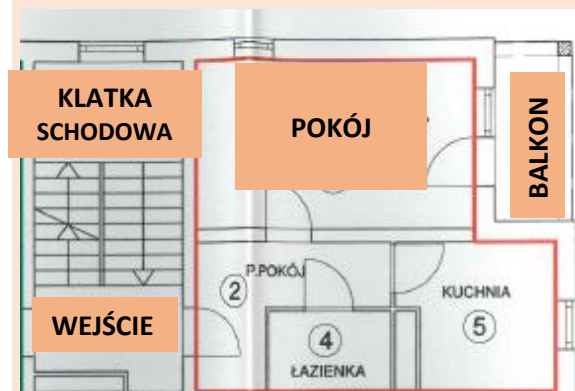 KLATKA
SCHODOWA
POKÓJ
BALKON
P.POKÓJ
2
KUCHNIA
5
WEJŚCIE
4
ŁAZIENKA